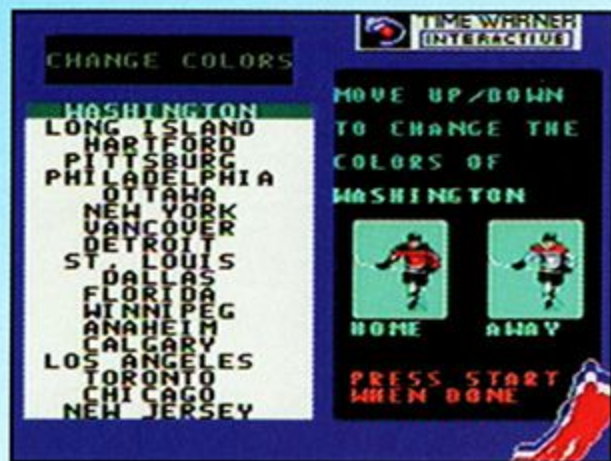 CHANGE COLORS
WASHINGTON
LONG ISLAND
HARTFORD
PITTSBURG
PHILADELPHIA
OTTAWA
NEW YORK
VANCOUVER
DETROIT
ST. LOUIS
DALLAS
FLORIDA
WINNIPEG
ANAHEIM
CALGARY
LOS ANGELES
TORONTO
CHICAGO
NEW JERSEY
TIME WARNER
INTERACTIVE
MOVE UP/DOWN
TO CHANGE THE
COLORS OF
WASHINGTON
HOME AWAY
PRESS START
WHEN DONE